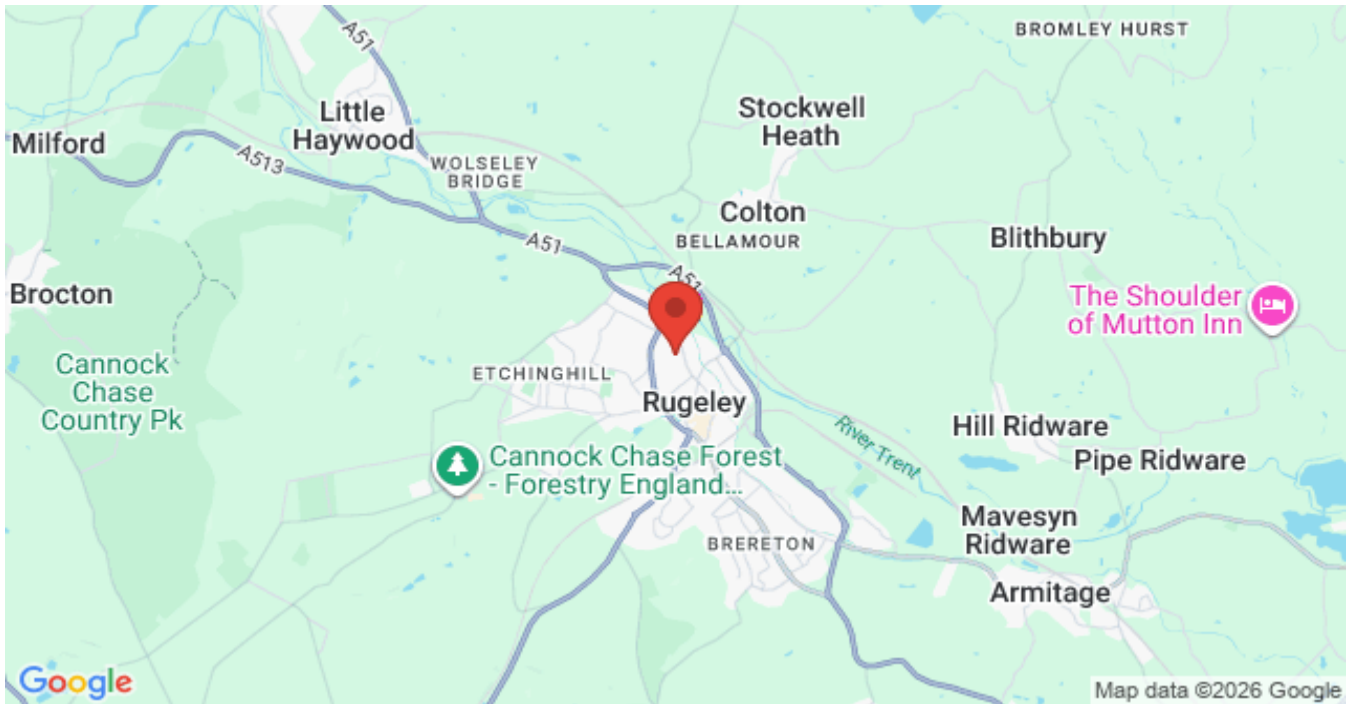 BROMLEY HURST
A51
Little
Haywood
Stockwell
Heath
Milford
A513
WOLSELEY
BRIDGE
Colton
BELLAMOUR
Blithbury
A51
A51
Brocton
The Shoulder
of Mutton Inn
Cannock
Chase
Country Pk
ETCHINGHILL
Rugeley
River Trent
Hill Ridware
Cannock Chase Forest
- Forestry England...
Pipe Ridware
Mavesyn
Ridware
BRERETON
Armitage
Google
Map data ©2026 Google